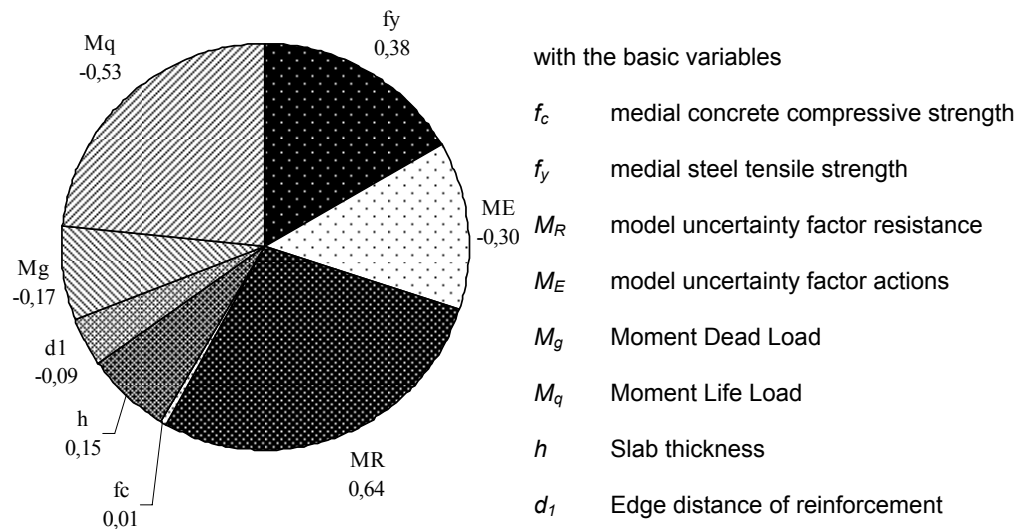 fy
0,38
Mq
-0,53
ME
-0,30
Mg
-0,17
d1
-0,09
h
0,15
fc
0,01
MR
0,64
with the basic variables
fc medial concrete compressive strength
fy medial steel tensile strength
MR model uncertainty factor resistance
ME model uncertainty factor actions
Mg Moment Dead Load
Mq Moment Life Load
h Slab thickness
d1 Edge distance of reinforcement